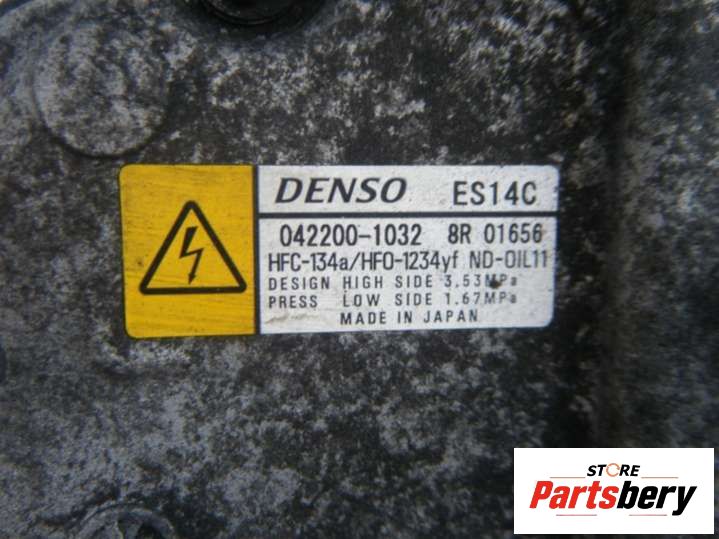 DENSO ES14C
042200-1032 8R 01656
HFC-134a/HFO-1234yf ND-OIL11
DESIGN HIGH SIDE 3.53MPa
PRESS LOW SIDE 1.67MPa
MADE IN JAPAN
STORE
Partsbery